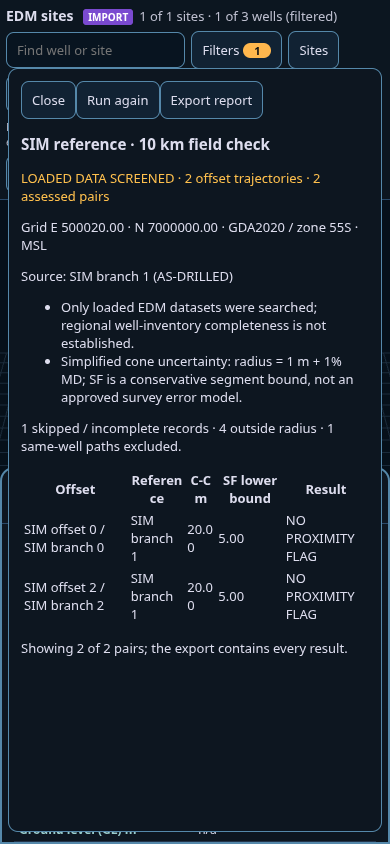 EDM sites IMPORT 1 of 1 sites · 1 of 3 wells (filtered)
Find well or site
Filters 1
Sites
Close
Run again
Export report
SIM reference · 10 km field check
LOADED DATA SCREENED · 2 offset trajectories · 2
assessed pairs
Grid E 500020.00 · N 7000000.00 · GDA2020 / zone 55S ·
MSL
Source: SIM branch 1 (AS-DRILLED)
• Only loaded EDM datasets were searched;
regional well-inventory completeness is not
established.
• Simplified cone uncertainty: radius = 1 m + 1%
MD; SF is a conservative segment bound, not an
approved survey error model.
1 skipped / incomplete records · 4 outside radius · 1
same-well paths excluded.
Offset
Referen
ce
C-C
m
SF lower
bound
Result
SIM offset 0 /
SIM branch 0
SIM
branch
1
20.0
0
5.00
NO
PROXIMITY
FLAG
SIM offset 2 /
SIM branch 2
SIM
branch
1
20.0
0
5.00
NO
PROXIMITY
FLAG
Showing 2 of 2 pairs; the export contains every result.